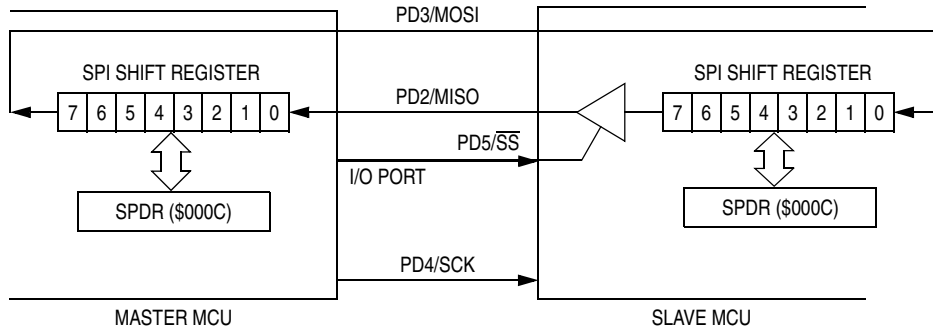 PD3/MOSI
SPI SHIFT REGISTER
SPI SHIFT REGISTER
7 6 5 4 3 2 1 0
PD2/MISO
7 6 5 4 3 2 1 0
PD5/S̅S̅
I/O PORT
SPDR ($000C)
SPDR ($000C)
PD4/SCK
MASTER MCU
SLAVE MCU